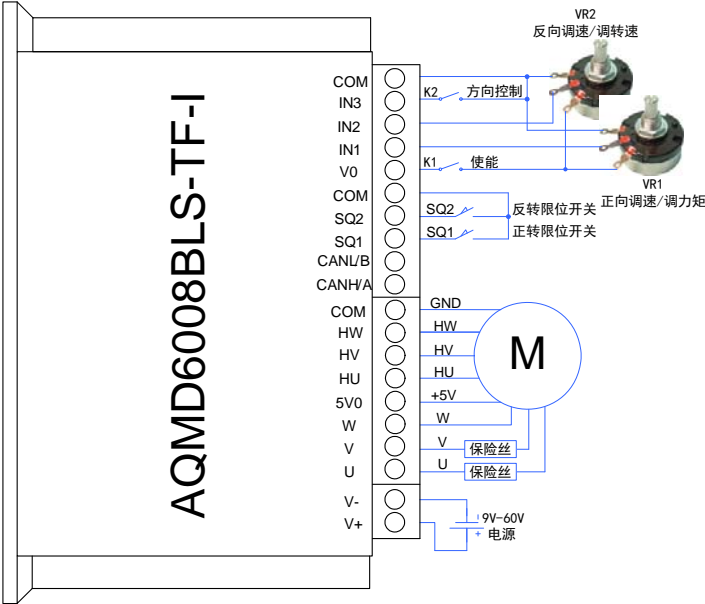 AQMD6008BLS-TF-I
VR2
反向调速/调转速
VR1
正向调速/调力矩
COM
IN3
K2
方向控制
IN2
IN1
V0
K1
使能
COM
SQ2
SQ2
反转限位开关
SQ1
SQ1
正转限位开关
CANL/B
CANH/A
COM
GND
HW
HW
HV
HV
HU
HU
5V0
+5V
W
W
V
V
保险丝
U
U
保险丝
M
V-
V+
9V-60V
+
电源